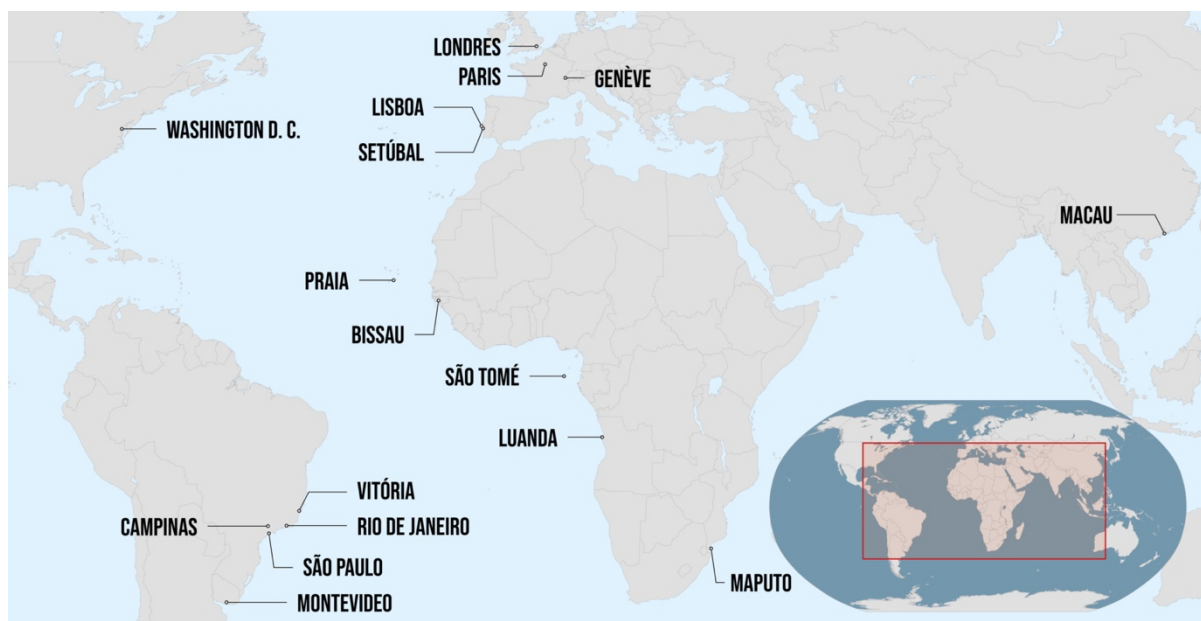 LONDRES
PARIS
GENÈVE
LISBOA
WASHINGTON D. C.
SETÚBAL
MACAU
PRAIA
BISSAU
SÃO TOMÉ
LUANDA
VITÓRIA
CAMPINAS
RIO DE JANEIRO
SÃO PAULO
MAPUTO
MONTEVIDEO